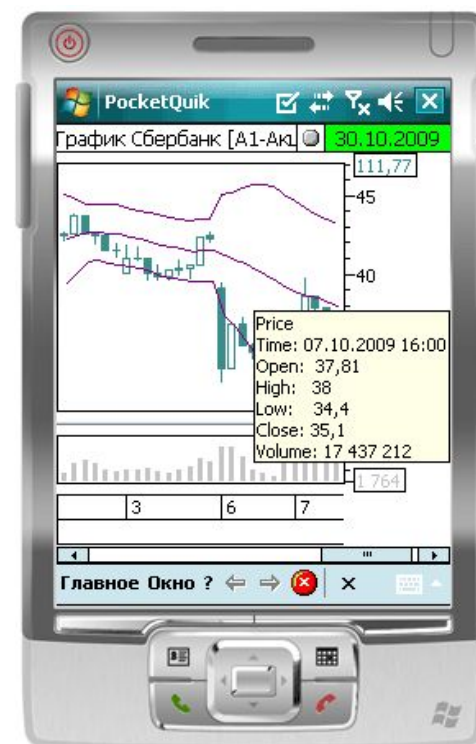 PocketQuik
График Сбербанк [А1-Акц
30.10.2009
111,77
45
40
Price
Time: 07.10.2009 16:00
Open: 37,81
High: 38
Low: 34,4
Close: 35,1
Volume: 17 437 212
1 764
3 6 7
Главное Окно ?